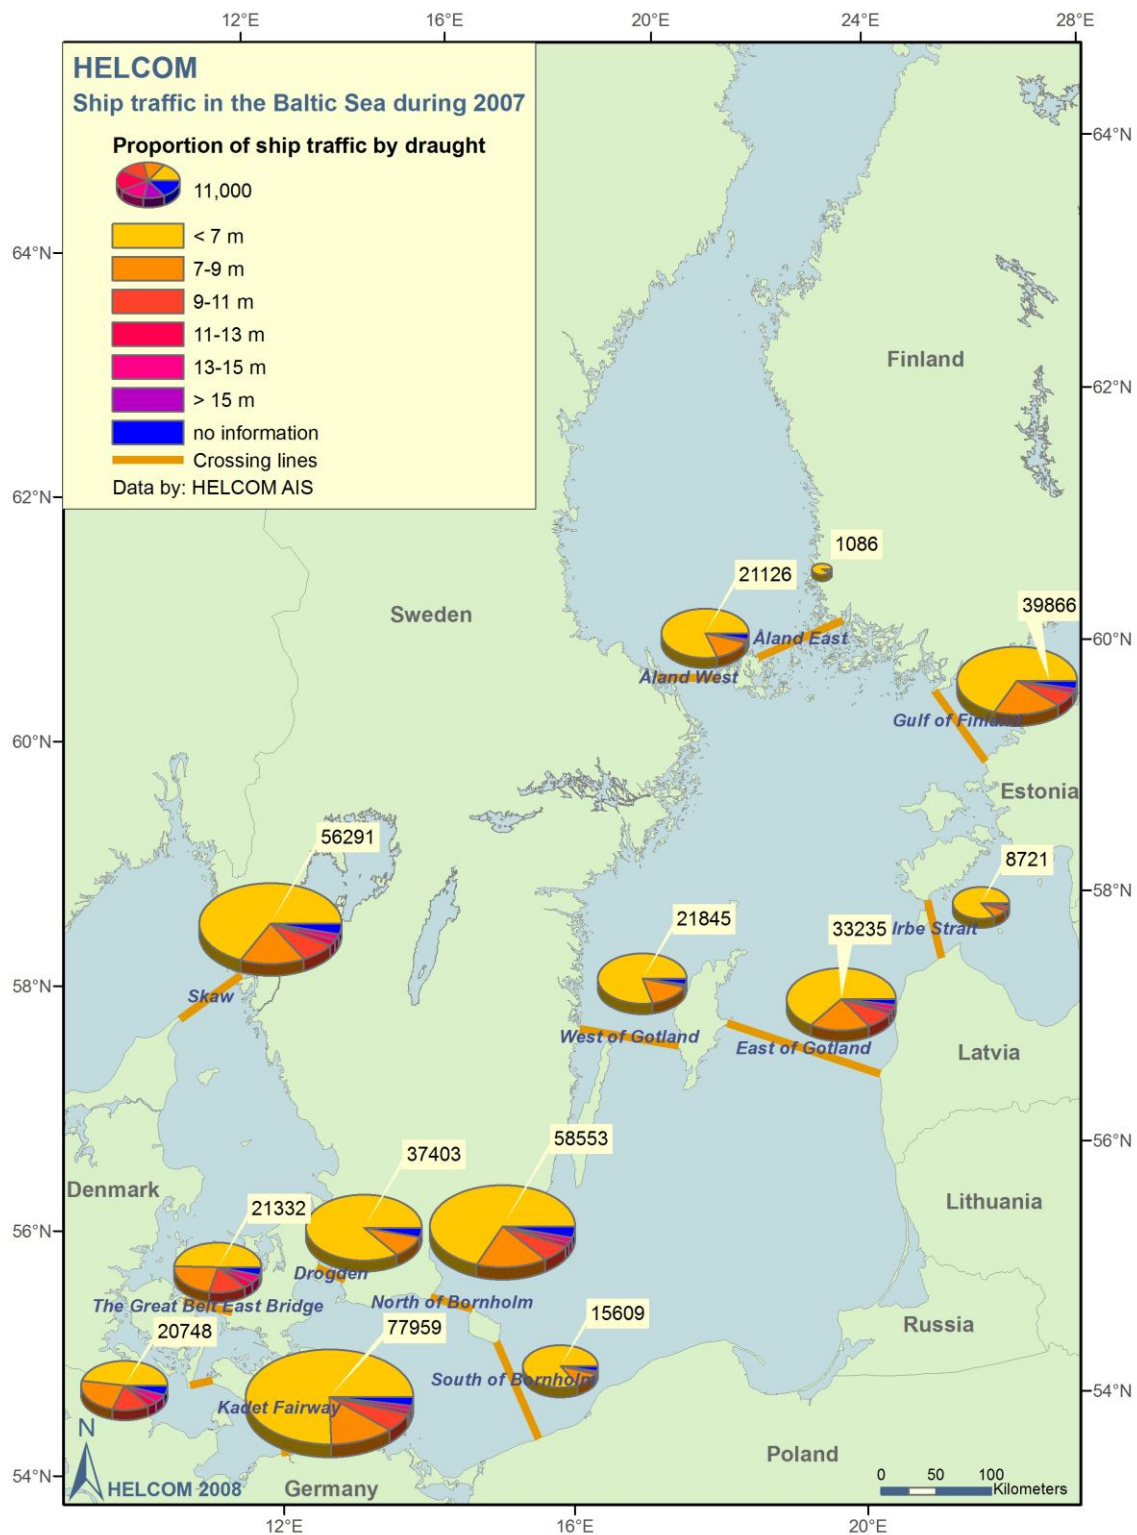 12°E 16°E 20°E 24°E 28°E
HELCOM
Ship traffic in the Baltic Sea during 2007
Proportion of ship traffic by draught
11,000
< 7 m
7-9 m
9-11 m
11-13 m
13-15 m
> 15 m
no information
Crossing lines
Data by: HELCOM AIS
64°N
64°N
Finland
62°N
62°N
1086
21126
39866
Sweden
Åland East
60°N
Åland West
Gulf of Finland
60°N
Estonia
56291
8721
58°N
21845
33235
Irbe Strait
58°N
Skaw
West of Gotland
East of Gotland
Latvia
58553
56°N
37403
Denmark
21332
Lithuania
56°N
Drogden
The Great Belt East Bridge
North of Bornholm
15609
20748
77959
Russia
South of Bornholm
54°N
Kadet Fairway
N
Poland
54°N
HELCOM 2008
Germany
0 50 100
Kilometers
12°E 16°E 20°E